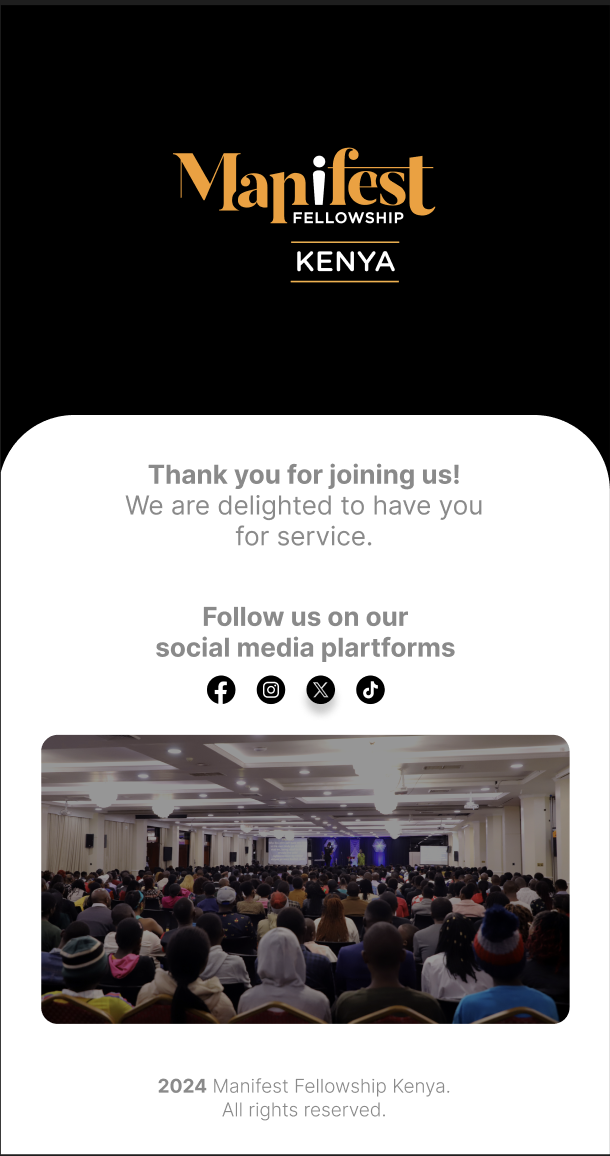 Manifest
FELLOWSHIP
KENYA
Thank you for joining us!
We are delighted to have you
for service.
Follow us on our
social media plartforms
2024 Manifest Fellowship Kenya.
All rights reserved.